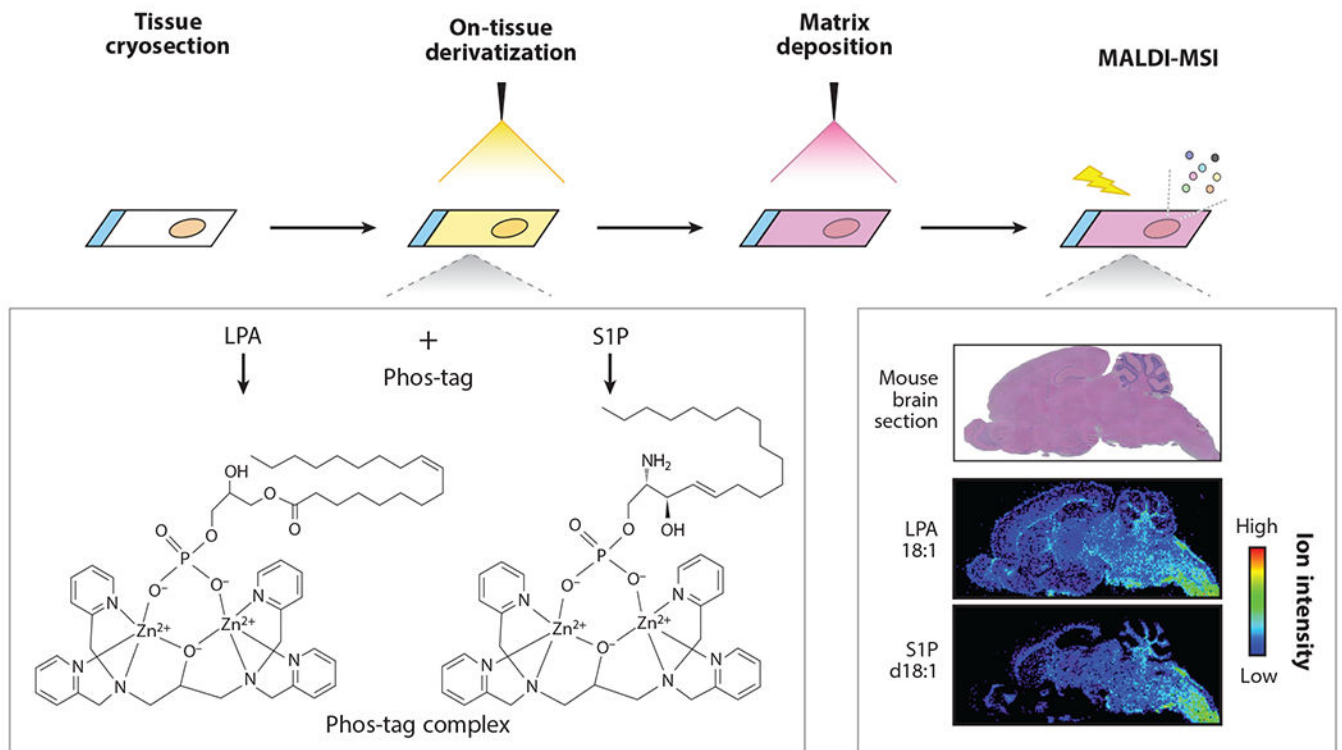 Tissue
cryosection
On-tissue
derivatization
Matrix
deposition
MALDI-MSI
LPA
+
S1P
Phos-tag
OH
O
O
O
O
P
O⁻
O⁻
N
N
Zn²⁺
Zn²⁺
O⁻
N
N
N
N
NH₂
O
OH
O
P
O⁻
O⁻
N
N
Zn²⁺
Zn²⁺
O⁻
N
N
N
N
Phos-tag complex
Mouse
brain
section
LPA
18:1
S1P
d18:1
High
Low
Ion intensity